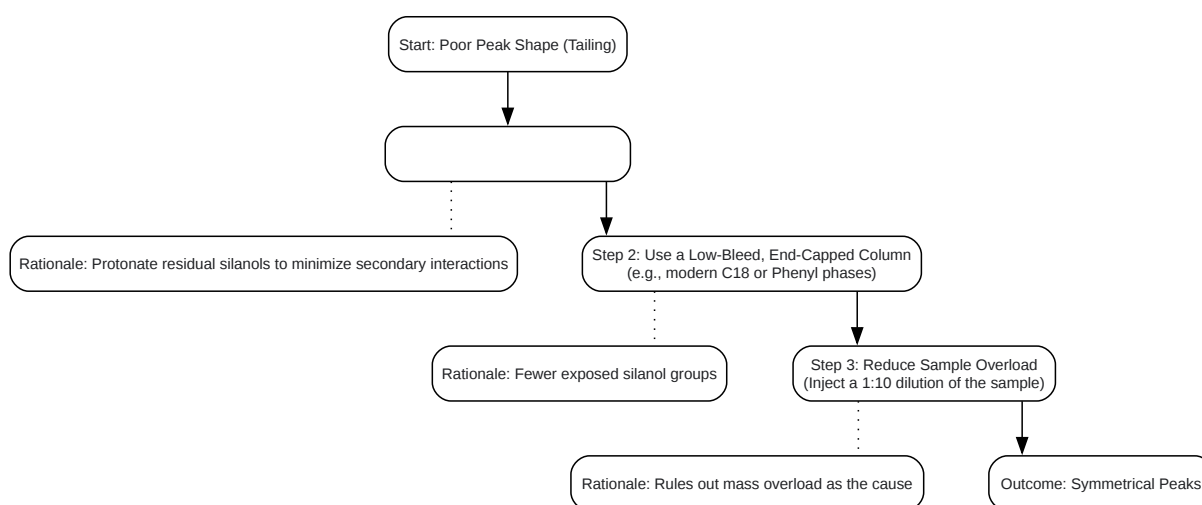 Start: Poor Peak Shape (Tailing)
Rationale: Protonate residual silanols to minimize secondary interactions
Step 2: Use a Low-Bleed, End-Capped Column
(e.g., modern C18 or Phenyl phases)
Rationale: Fewer exposed silanol groups
Step 3: Reduce Sample Overload
(Inject a 1:10 dilution of the sample)
Rationale: Rules out mass overload as the cause
Outcome: Symmetrical Peaks